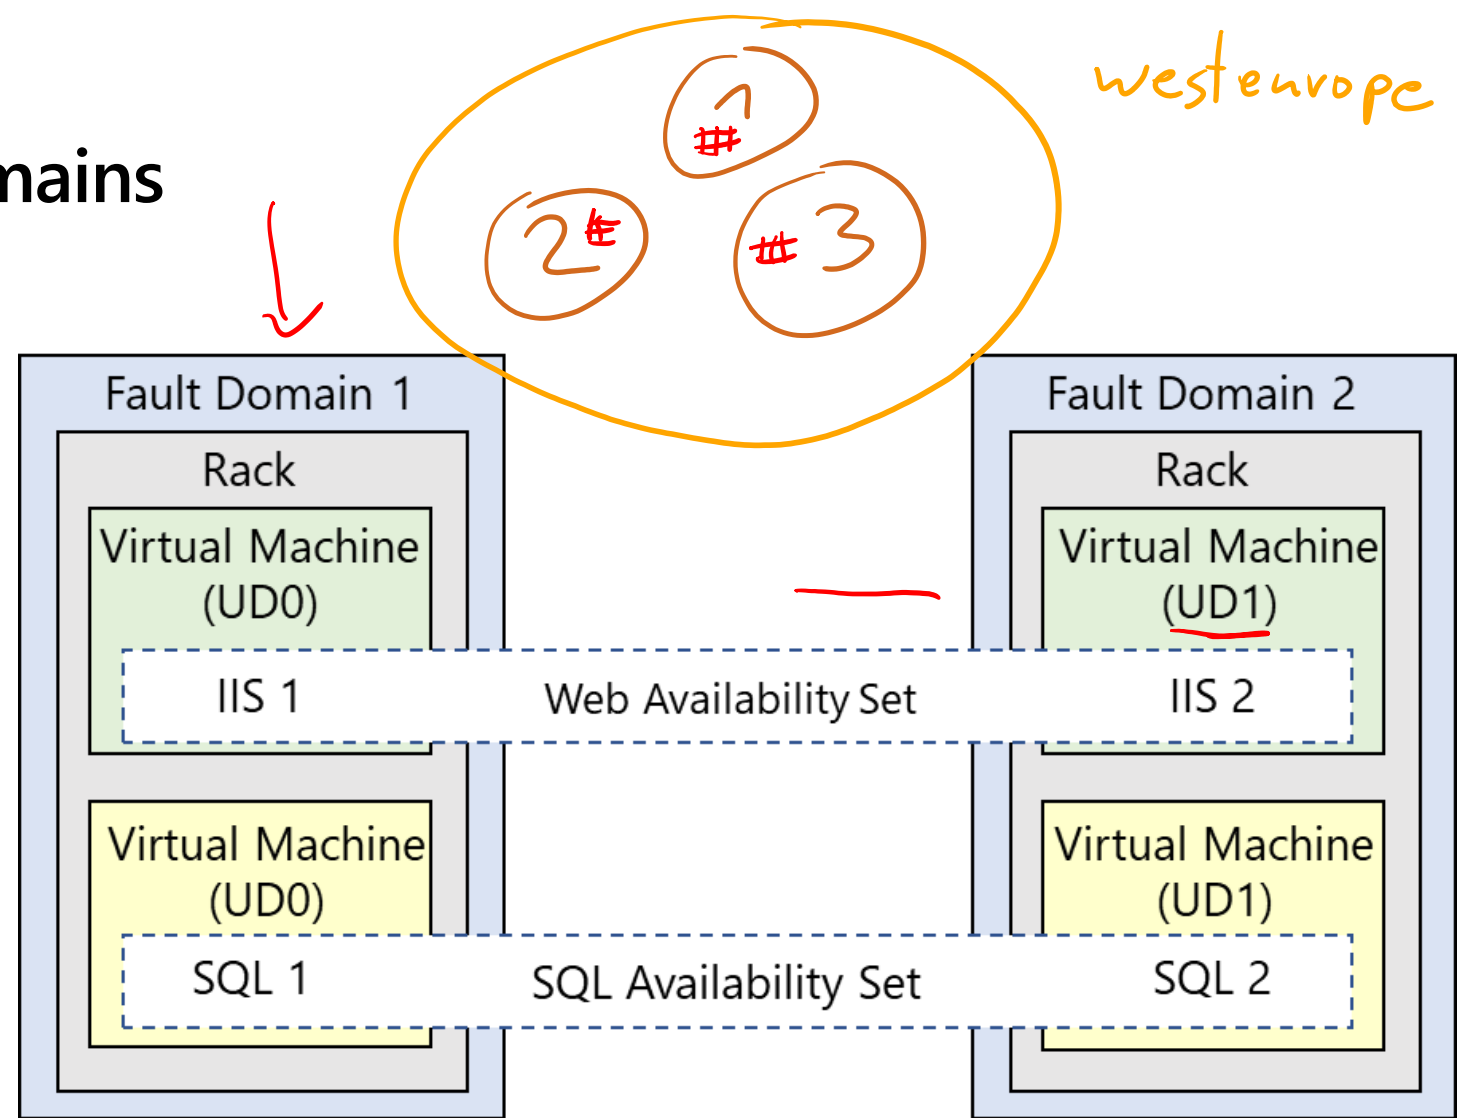 westeurope
1
mains
2 3
Fault Domain 1
Rack
Virtual Machine
(UD0)
IIS 1
Web Availability Set
Virtual Machine
(UD0)
SQL 1
SQL Availability Set
Fault Domain 2
Rack
Virtual Machine
(UD1)
IIS 2
Virtual Machine
(UD1)
SQL 2